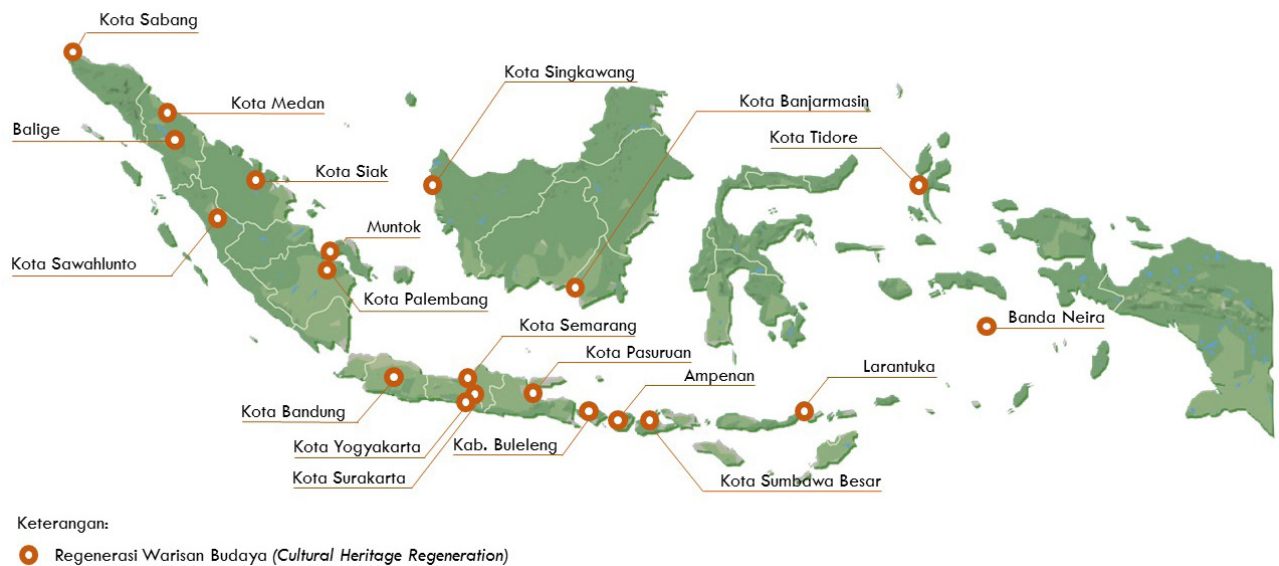 Kota Sabang
Kota Singkawang
Kota Medan
Kota Banjarmasin
Balige
Kota Tidore
Kota Siak
Muntok
Kota Sawahlunto
Kota Palembang
Banda Neira
Kota Semarang
Kota Pasuruan
Ampenan
Larantuka
Kota Bandung
Kota Yogyakarta
Kab. Buleleng
Kota Surakarta
Kota Sumbawa Besar
Keterangan:
Regenerasi Warisan Budaya (Cultural Heritage Regeneration)